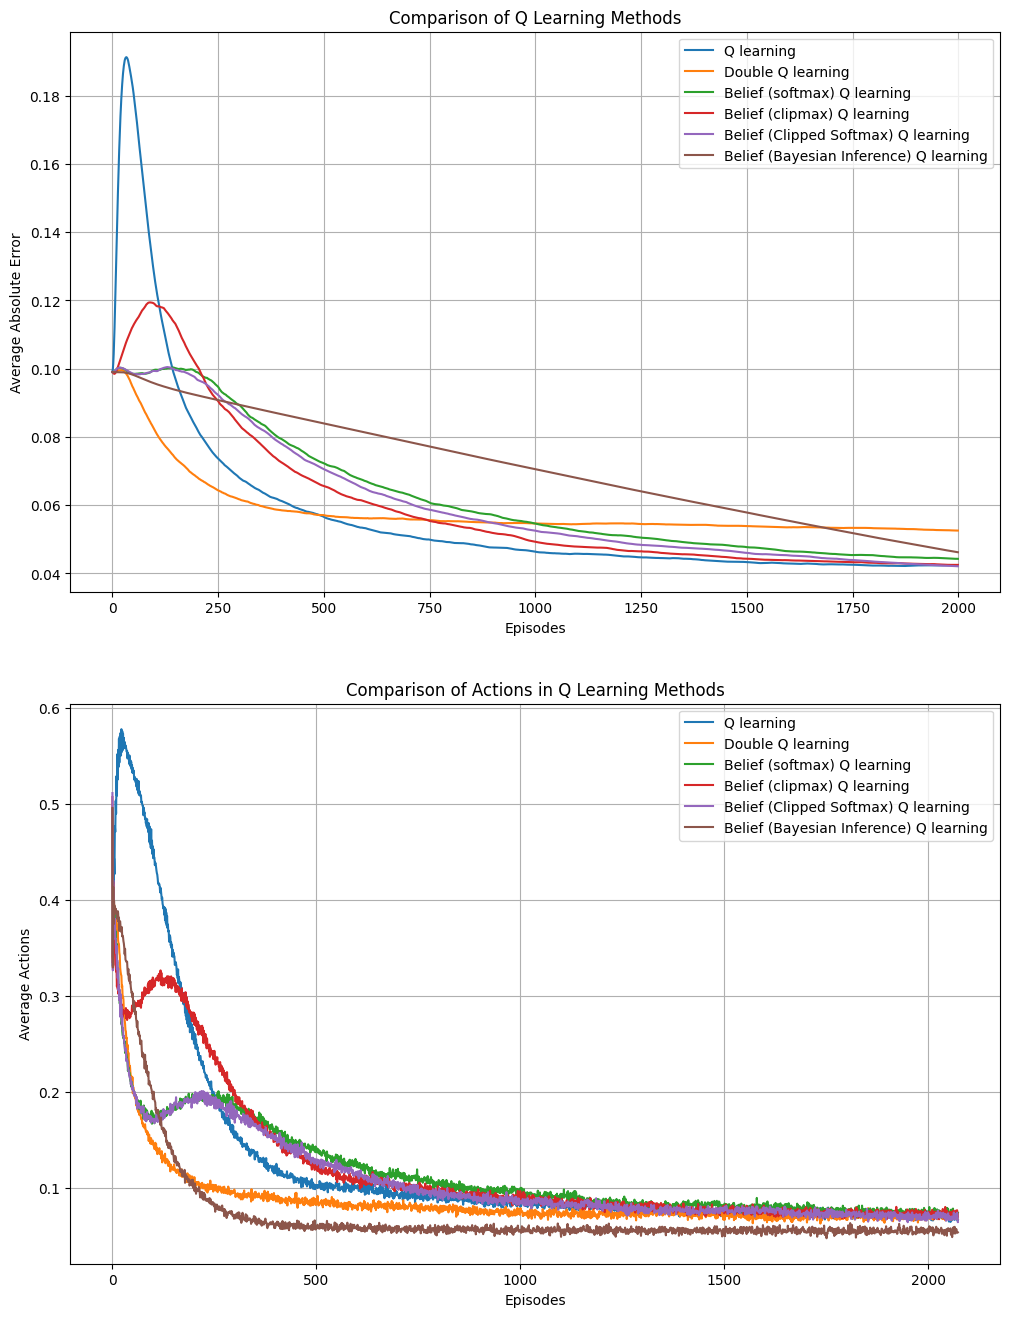 Comparison of Q Learning Methods
Average Absolute Error
0.18
0.16
0.14
0.12
0.10
0.08
0.06
0.04
Q learning
Double Q learning
Belief (softmax) Q learning
Belief (clipmax) Q learning
Belief (Clipped Softmax) Q learning
Belief (Bayesian Inference) Q learning
0 250 500 750 1000 1250 1500 1750 2000
Episodes
Comparison of Actions in Q Learning Methods
Average Actions
0.6
0.5
0.4
0.3
0.2
0.1
Q learning
Double Q learning
Belief (softmax) Q learning
Belief (clipmax) Q learning
Belief (Clipped Softmax) Q learning
Belief (Bayesian Inference) Q learning
0 500 1000 1500 2000
Episodes